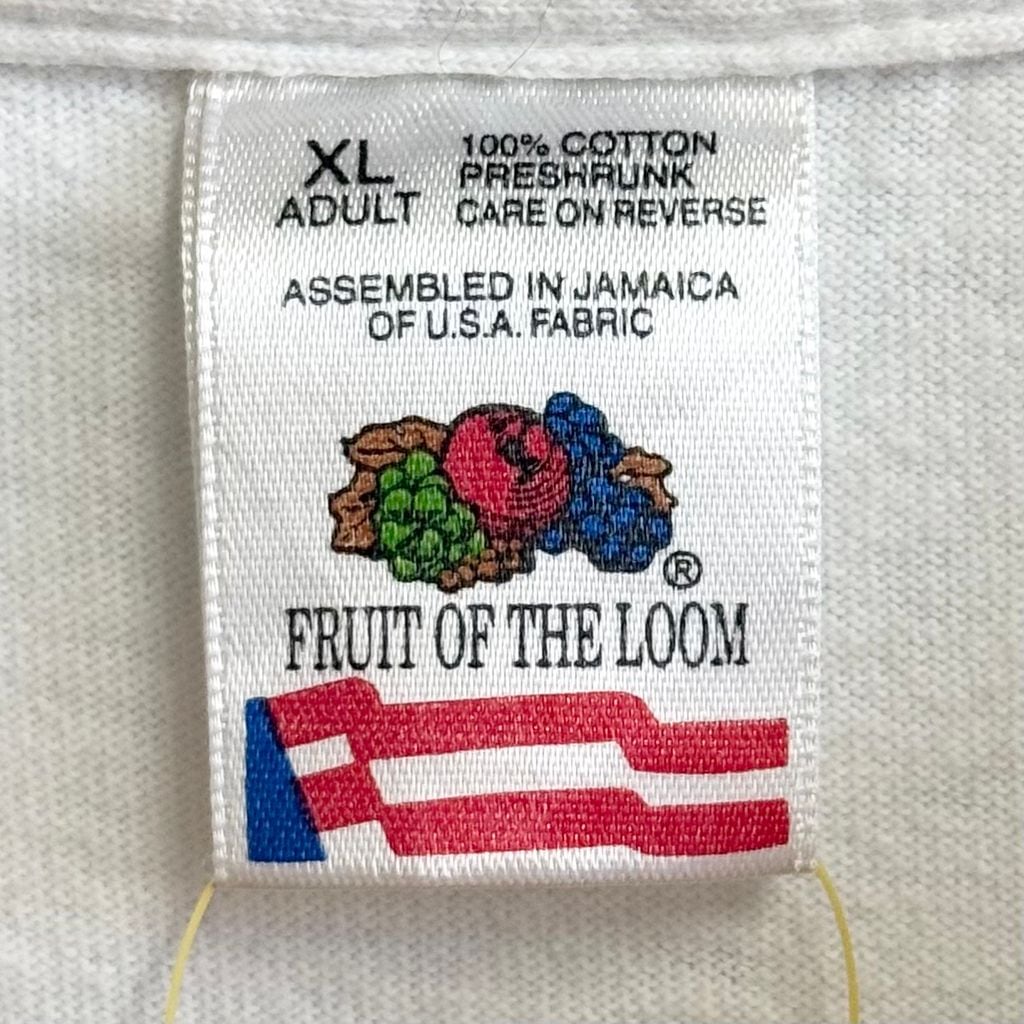 XL
ADULT
100% COTTON
PRESHRUNK
CARE ON REVERSE
ASSEMBLED IN JAMAICA
OF U.S.A. FABRIC
®
FRUIT OF THE LOOM